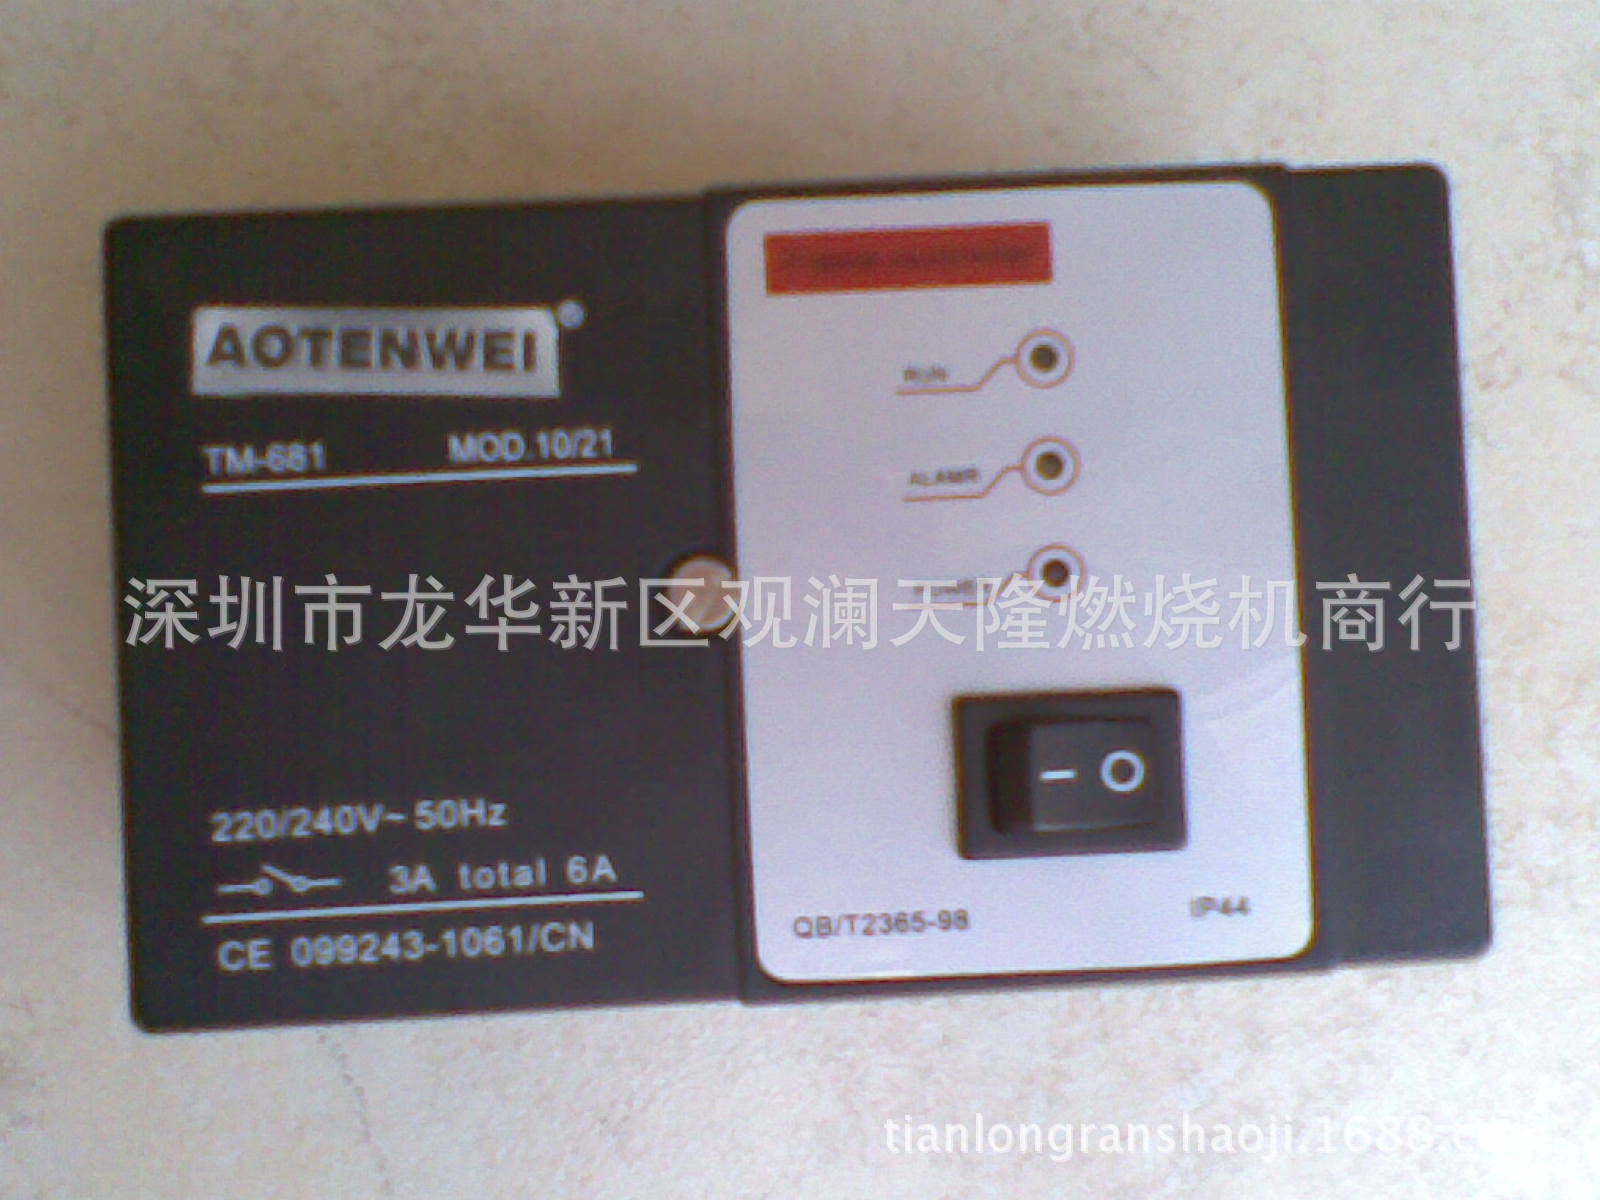 AOTENWEI®
TM-681 MOD.10/21
RUN
ALAMR
深圳市龙华新区观澜天隆燃烧机商行
220/240V~50Hz
3A total 6A
CE 099243-1061/CN
QB/T2365-98 IP44
tianlongranshaoji.1688.